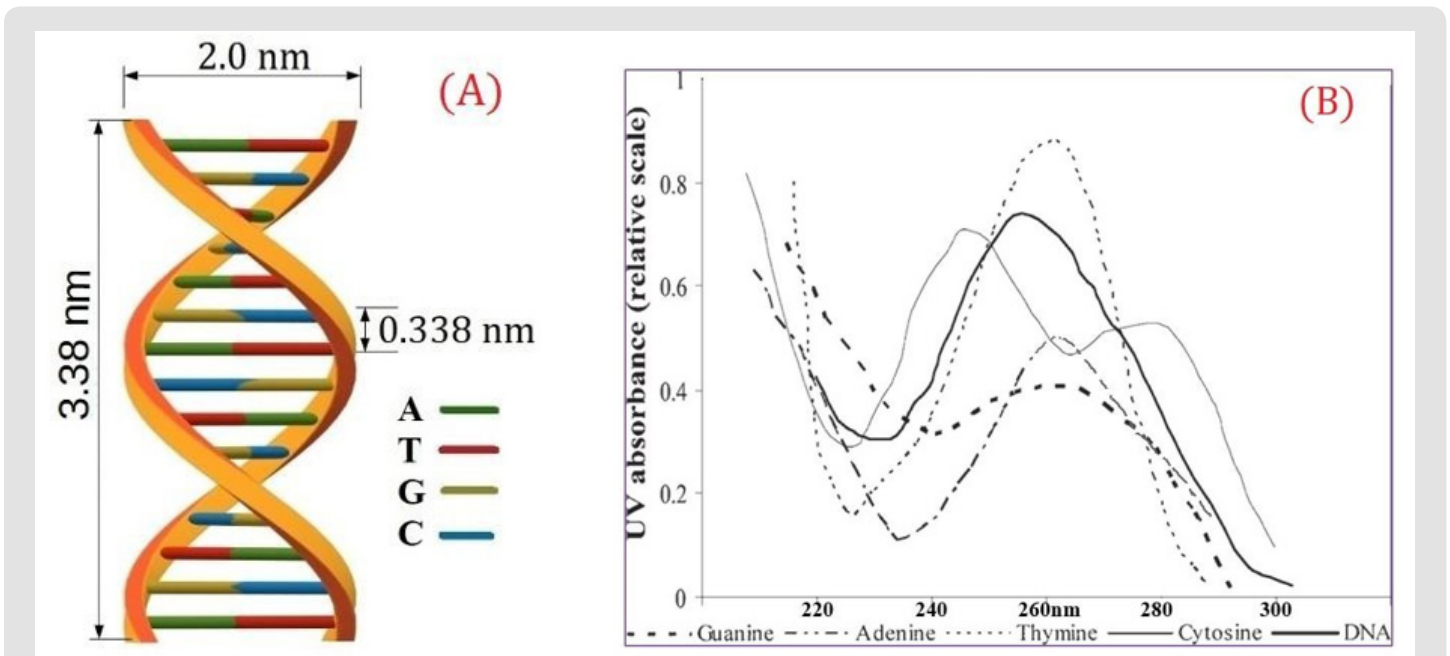 2.0 nm
(A)
3.38 nm
0.338 nm
A
T
G
C
(B)
UV absorbance (relative scale)
1
0.8
0.6
0.4
0.2
0
220 240 260nm 280 300
Guanine Adenine Thymine Cytosine DNA